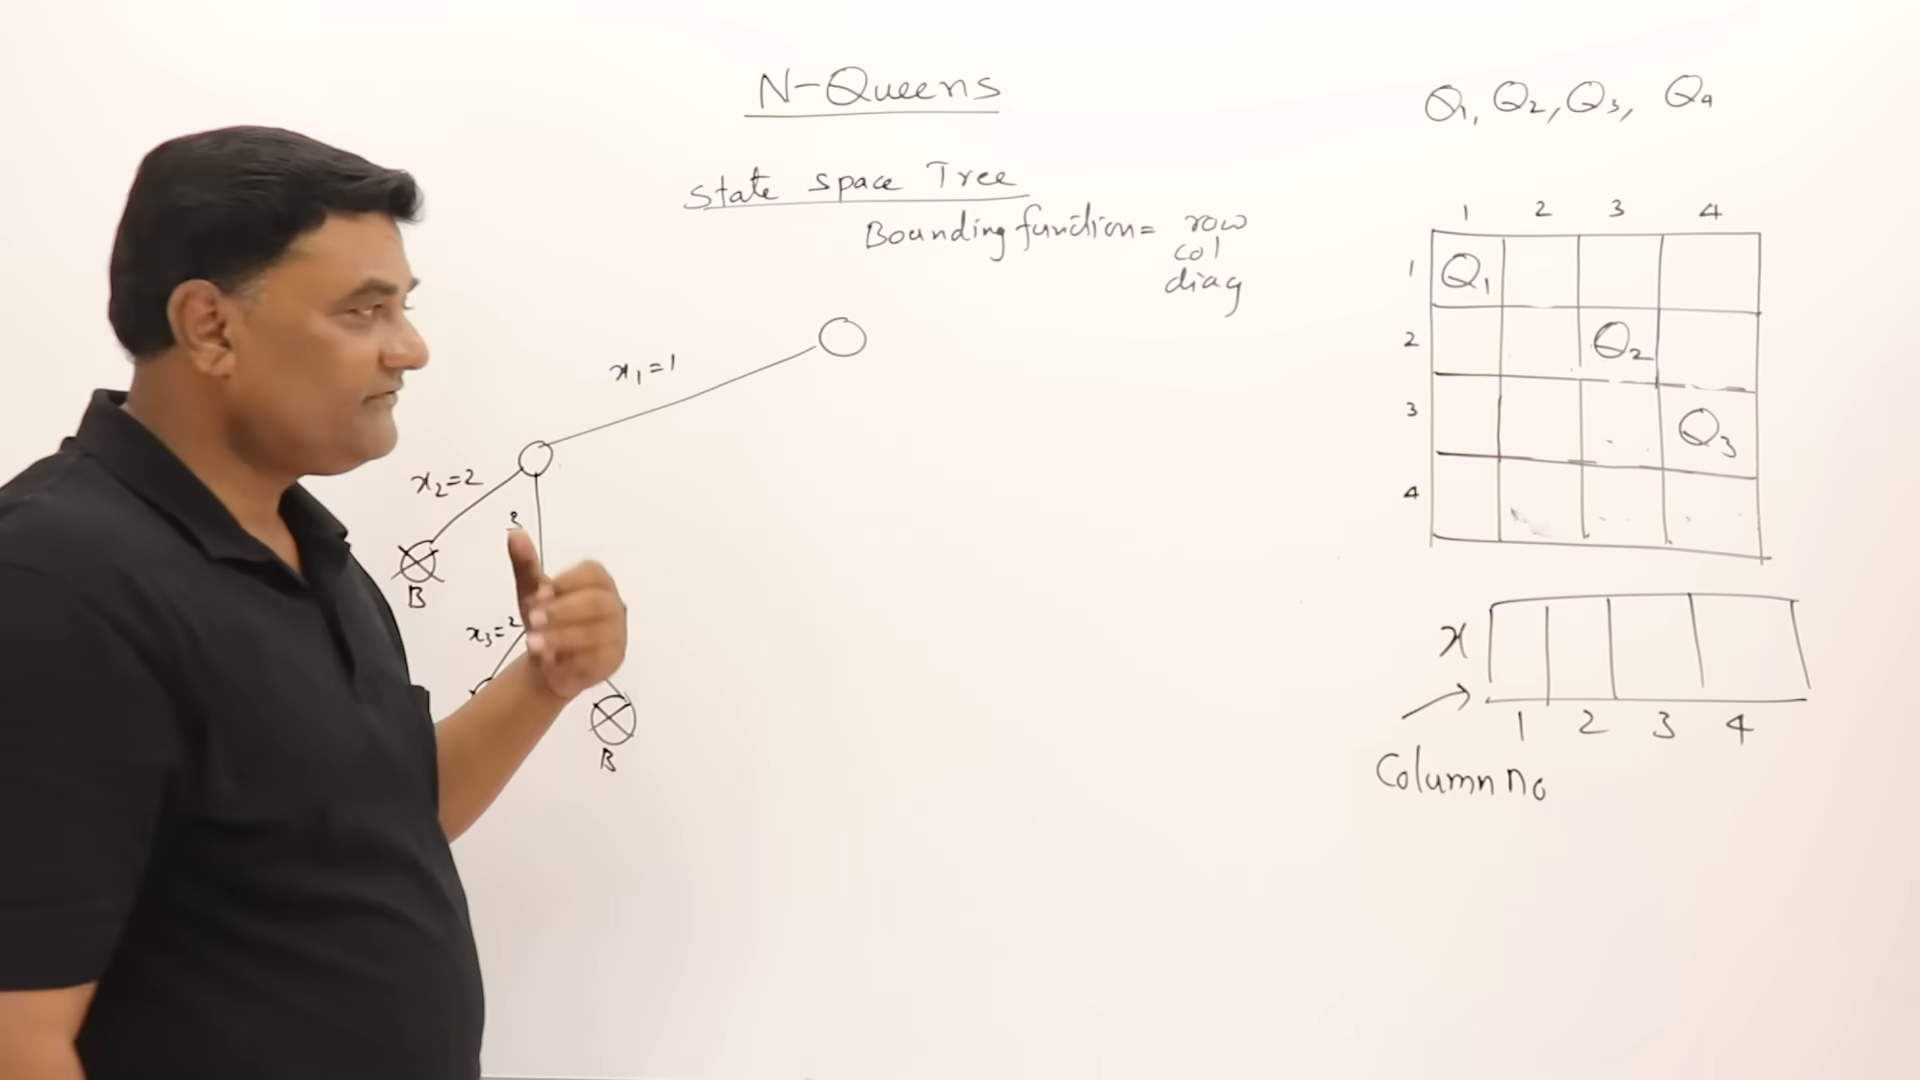 N-Queens
State Space Tree
Bounding function = row
col
diag
x₁=1
x₂=2
3
B
x₃=2
B
Q₁, Q₂, Q₃, Q₄
1 2 3 4
1 Q₁
2 Q₂
3 Q₃
4
x
1 2 3 4
Column no